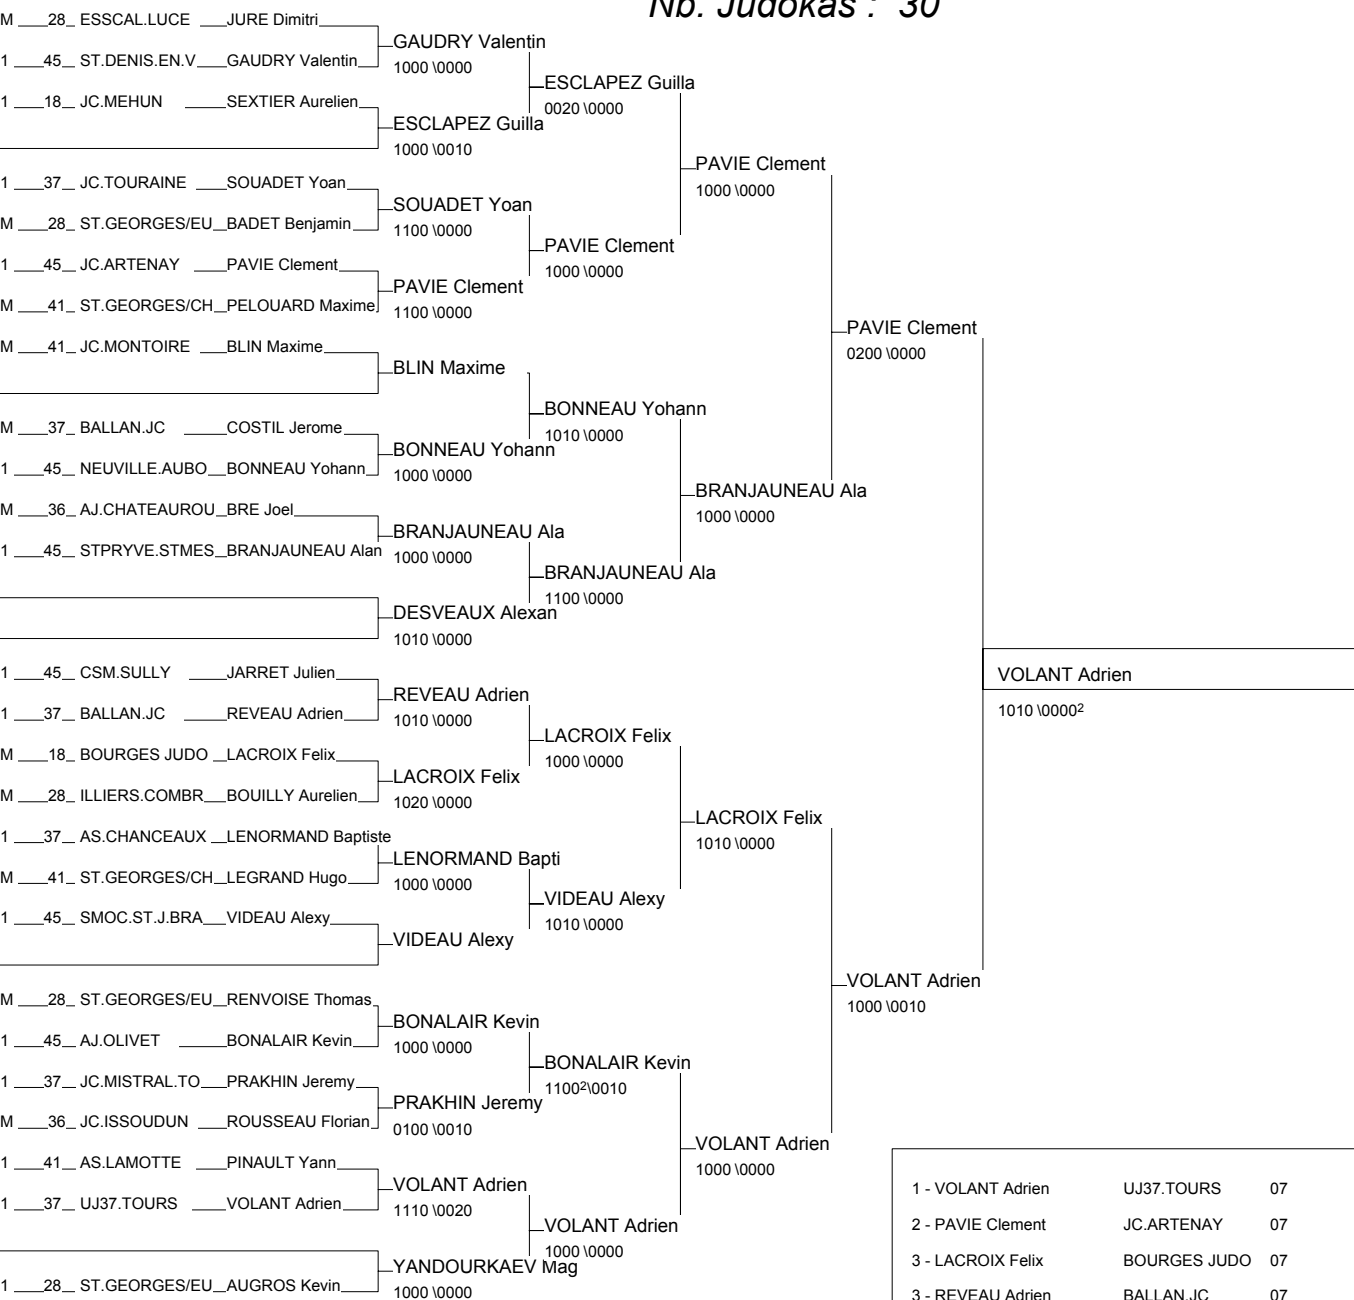 Nb. Judokas : 30
M 28 ESSCAL.LUCE JURE Dimitri
GAUDRY Valentin
1000 \0000
1 45 ST.DENIS.EN.V GAUDRY Valentin
ESCLAPEZ Guilla
0020 \0000
1 18 JC.MEHUN SEXTIER Aurelien
ESCLAPEZ Guilla
1000 \0010
PAVIE Clement
1000 \0000
1 37 JC.TOURAINE SOUADET Yoan
SOUADET Yoan
1100 \0000
M 28 ST.GEORGES/EU BADET Benjamin
PAVIE Clement
1000 \0000
1 45 JC.ARTENAY PAVIE Clement
PAVIE Clement
1100 \0000
M 41 ST.GEORGES/CH PELOUARD Maxime
PAVIE Clement
0200 \0000
M 41 JC.MONTOIRE BLIN Maxime
BLIN Maxime
BONNEAU Yohann
1010 \0000
M 37 BALLAN.JC COSTIL Jerome
BONNEAU Yohann
1000 \0000
1 45 NEUVILLE.AUBO BONNEAU Yohann
BRANJAUNEAU Ala
1000 \0000
M 36 AJ.CHATEAUROU BRE Joel
BRANJAUNEAU Ala
1000 \0000
1 45 STPRYVE.STMES BRANJAUNEAU Alan
BRANJAUNEAU Ala
1100 \0000
DESVEAUX Alexan
1010 \0000
VOLANT Adrien
1010 \0000²
1 45 CSM.SULLY JARRET Julien
REVEAU Adrien
1010 \0000
1 37 BALLAN.JC REVEAU Adrien
LACROIX Felix
1000 \0000
M 18 BOURGES JUDO LACROIX Felix
LACROIX Felix
1020 \0000
M 28 ILLIERS.COMBR BOUILLY Aurelien
LACROIX Felix
1010 \0000
1 37 AS.CHANCEAUX LENORMAND Baptiste
LENORMAND Bapti
1000 \0000
M 41 ST.GEORGES/CH LEGRAND Hugo
VIDEAU Alexy
1010 \0000
1 45 SMOC.ST.J.BRA VIDEAU Alexy
VIDEAU Alexy
VOLANT Adrien
1000 \0010
M 28 ST.GEORGES/EU RENVOISE Thomas
BONALAIR Kevin
1000 \0000
1 45 AJ.OLIVET BONALAIR Kevin
BONALAIR Kevin
1100²\0010
1 37 JC.MISTRAL.TO PRAKHIN Jeremy
PRAKHIN Jeremy
0100 \0010
M 36 JC.ISSOUDUN ROUSSEAU Florian
VOLANT Adrien
1000 \0000
1 41 AS.LAMOTTE PINAULT Yann
VOLANT Adrien
1110 \0020
1 37 UJ37.TOURS VOLANT Adrien
VOLANT Adrien
1000 \0000
YANDOURKAEV Mag
1000 \0000
1 28 ST.GEORGES/EU AUGROS Kevin
1 - VOLANT Adrien UJ37.TOURS 07
2 - PAVIE Clement JC.ARTENAY 07
3 - LACROIX Felix BOURGES JUDO 07
3 - REVEAU Adrien BALLAN.JC 07